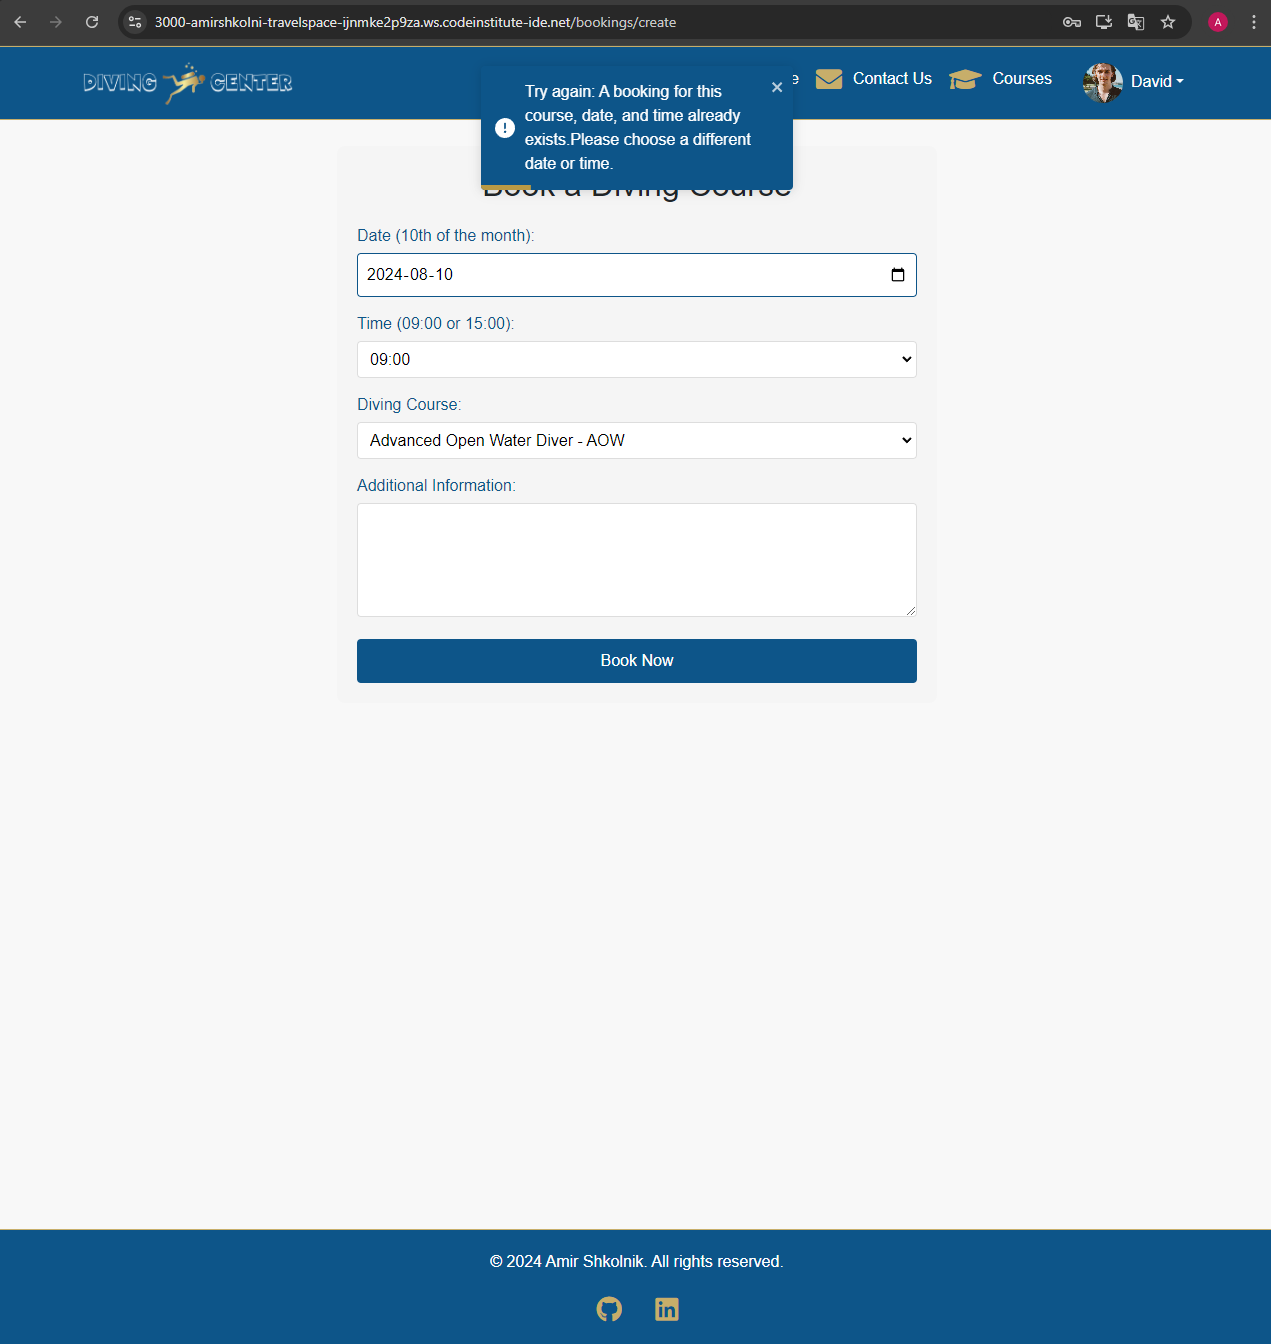 3000-amirshkolni-travelspace-ijnmke2p9za.ws.codeinstitute-ide.net/bookings/create
A
DIVING CENTER
e
Contact Us
Courses
David
Try again: A booking for this
course, date, and time already
exists.Please choose a different
date or time.
Book a Diving Course
Date (10th of the month):
2024-08-10
Time (09:00 or 15:00):
09:00
Diving Course:
Advanced Open Water Diver - AOW
Additional Information:
Book Now
© 2024 Amir Shkolnik. All rights reserved.